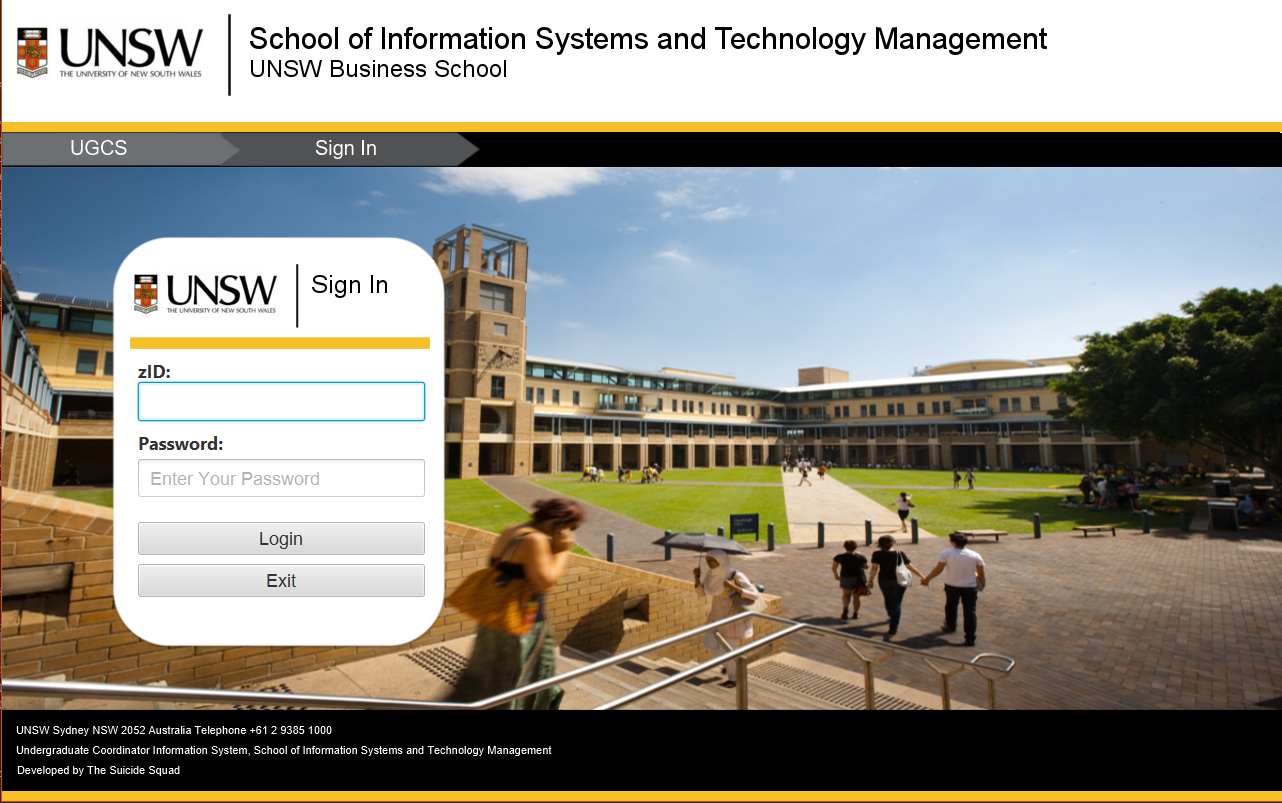 UNSW
THE UNIVERSITY OF NEW SOUTH WALES
School of Information Systems and Technology Management
UNSW Business School
UGCS
Sign In
UNSW
THE UNIVERSITY OF NEW SOUTH WALES
Sign In
zID:
Password:
Enter Your Password
Login
Exit
UNSW Sydney NSW 2052 Australia Telephone +61 2 9385 1000
Undergraduate Coordinator Information System, School of Information Systems and Technology Management
Developed by The Suicide Squad